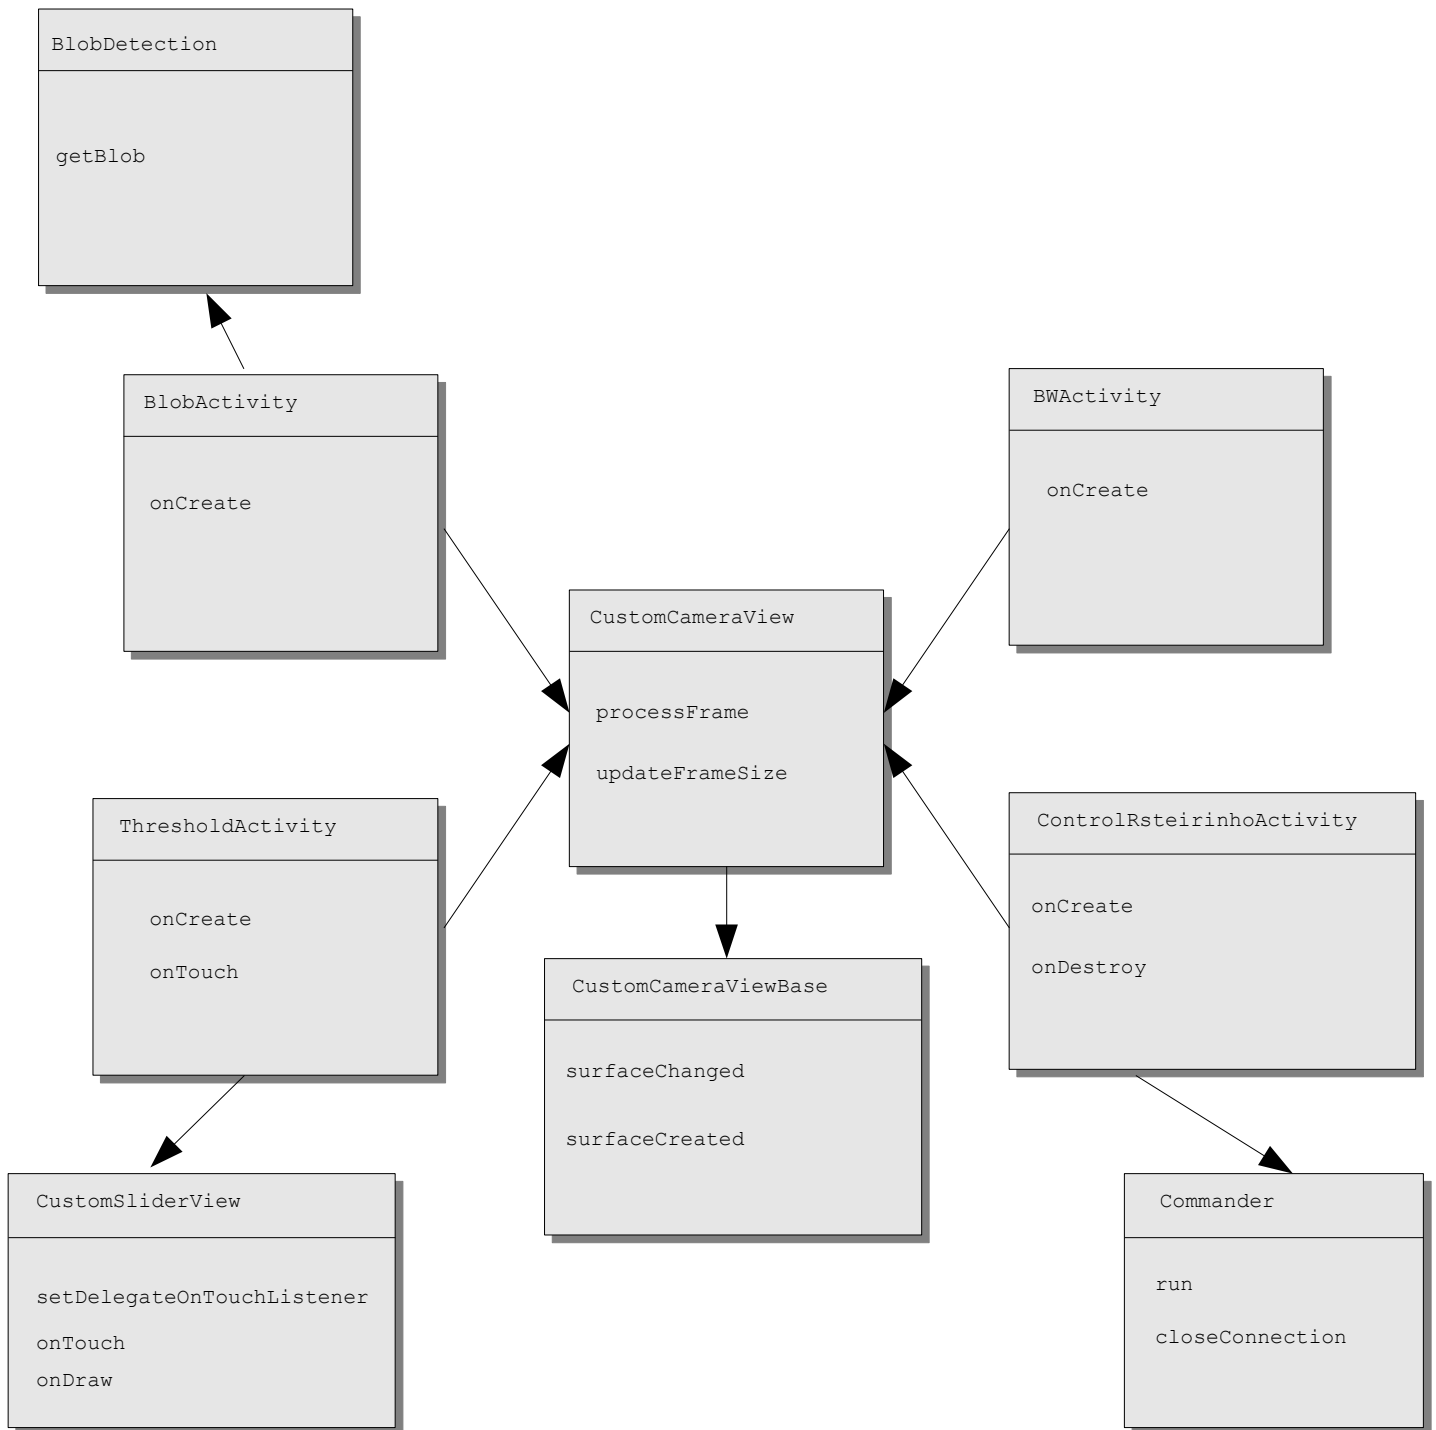 BlobDetection
getBlob
BlobActivity
onCreate
BWActivity
onCreate
CustomCameraView
processFrame
updateFrameSize
ThresholdActivity
onCreate
onTouch
ControlRsteirinhoActivity
onCreate
onDestroy
CustomCameraViewBase
surfaceChanged
surfaceCreated
CustomSliderView
setDelegateOnTouchListener
onTouch
onDraw
Commander
run
closeConnection